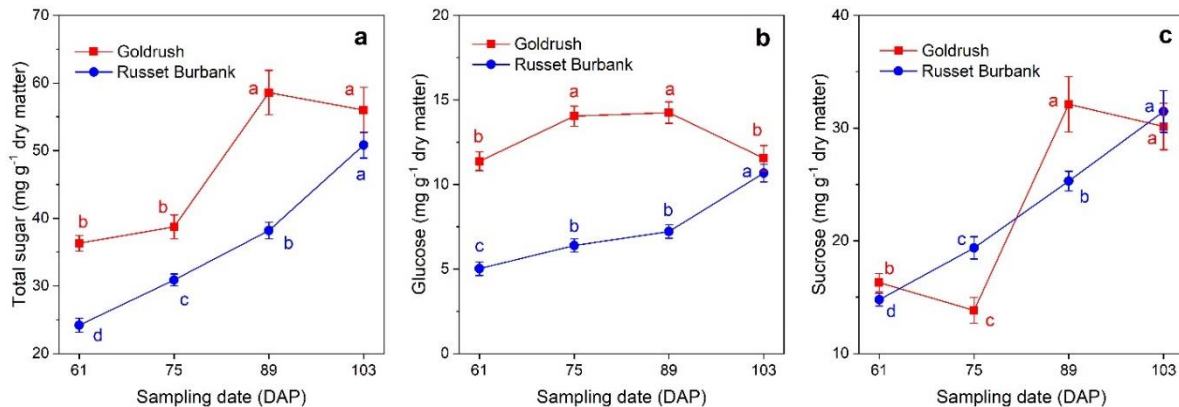 a
Goldrush
Russet Burbank
Total sugar (mg g⁻¹ dry matter)
70
60
50
40
30
20
b
b
a
a
d
c
b
a
61
75
89
103
Sampling date (DAP)
b
Goldrush
Russet Burbank
Glucose (mg g⁻¹ dry matter)
20
15
10
5
0
b
a
a
b
c
b
b
a
61
75
89
103
Sampling date (DAP)
c
Goldrush
Russet Burbank
Sucrose (mg g⁻¹ dry matter)
40
30
20
10
b
c
a
a
d
c
b
a
61
75
89
103
Sampling date (DAP)